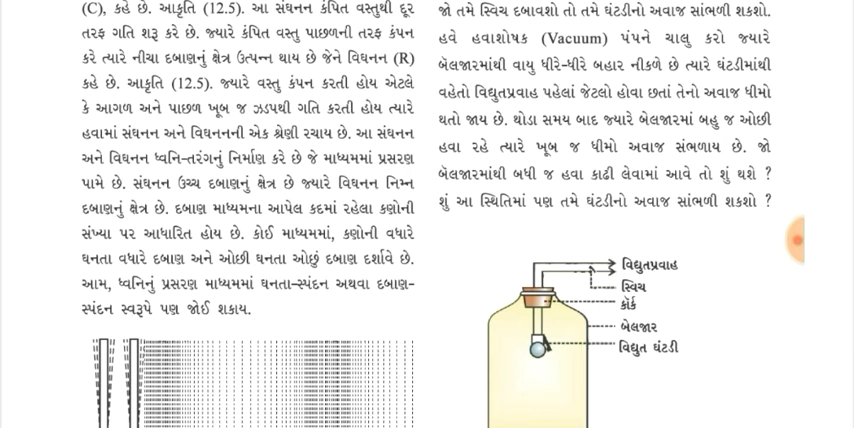 (C), કહે છે. આકૃતિ (12.5). આ સંઘનન કંપિત વસ્તુથી દૂર
તરફ ગતિ શરૂ કરે છે. જ્યારે કંપિત વસ્તુ પાછળની તરફ કંપન
કરે ત્યારે નીચા દબાણનું ક્ષેત્ર ઉત્પન્ન થાય છે જેને વિઘનન (R)
કહે છે. આકૃતિ (12.5). જ્યારે વસ્તુ કંપન કરતી હોય એટલે
કે આગળ અને પાછળ ખૂબ જ ઝડપથી ગતિ કરતી હોય ત્યારે
હવામાં સંઘનન અને વિઘનનની એક શ્રેણી રચાય છે. આ સંઘનન
અને વિઘનન ધ્વનિ-તરંગનું નિર્માણ કરે છે જે માધ્યમમાં પ્રસરણ
પામે છે. સંઘનન ઉચ્ચ દબાણનું ક્ષેત્ર છે જ્યારે વિઘનન નિમ્ન
દબાણનું ક્ષેત્ર છે. દબાણ માધ્યમના આપેલ કદમાં રહેલા કણોની
સંખ્યા પર આધારિત હોય છે. કોઈ માધ્યમમાં, કણોની વધારે
ઘનતા વધારે દબાણ અને ઓછી ઘનતા ઓછું દબાણ દર્શાવે છે.
આમ, ધ્વનિનું પ્રસરણ માધ્યમમાં ઘનતા-સ્પંદન અથવા દબાણ-
સ્પંદન સ્વરૂપે પણ જોઈ શકાય.
જો તમે સ્વિચ દબાવશો તો તમે ઘંટડીનો અવાજ સાંભળી શકશો.
હવે હવાશોષક (Vacuum) પંપને ચાલુ કરો જ્યારે
બૅલજારમાંથી વાયુ ધીરે-ધીરે બહાર નીકળે છે ત્યારે ઘંટડીમાંથી
વહેતો વિદ્યુતપ્રવાહ પહેલાં જેટલો હોવા છતાં તેનો અવાજ ધીમો
થતો જાય છે. થોડા સમય બાદ જ્યારે બેલજારમાં બહુ જ ઓછી
હવા રહે ત્યારે ખૂબ જ ધીમો અવાજ સંભળાય છે. જો
બૅલજારમાંથી બધી જ હવા કાઢી લેવામાં આવે તો શું થશે ?
શું આ સ્થિતિમાં પણ તમે ઘંટડીનો અવાજ સાંભળી શકશો ?
વિદ્યુતપ્રવાહ
સ્વિચ
કૉર્ક
બેલજાર
વિદ્યુત ઘંટડી